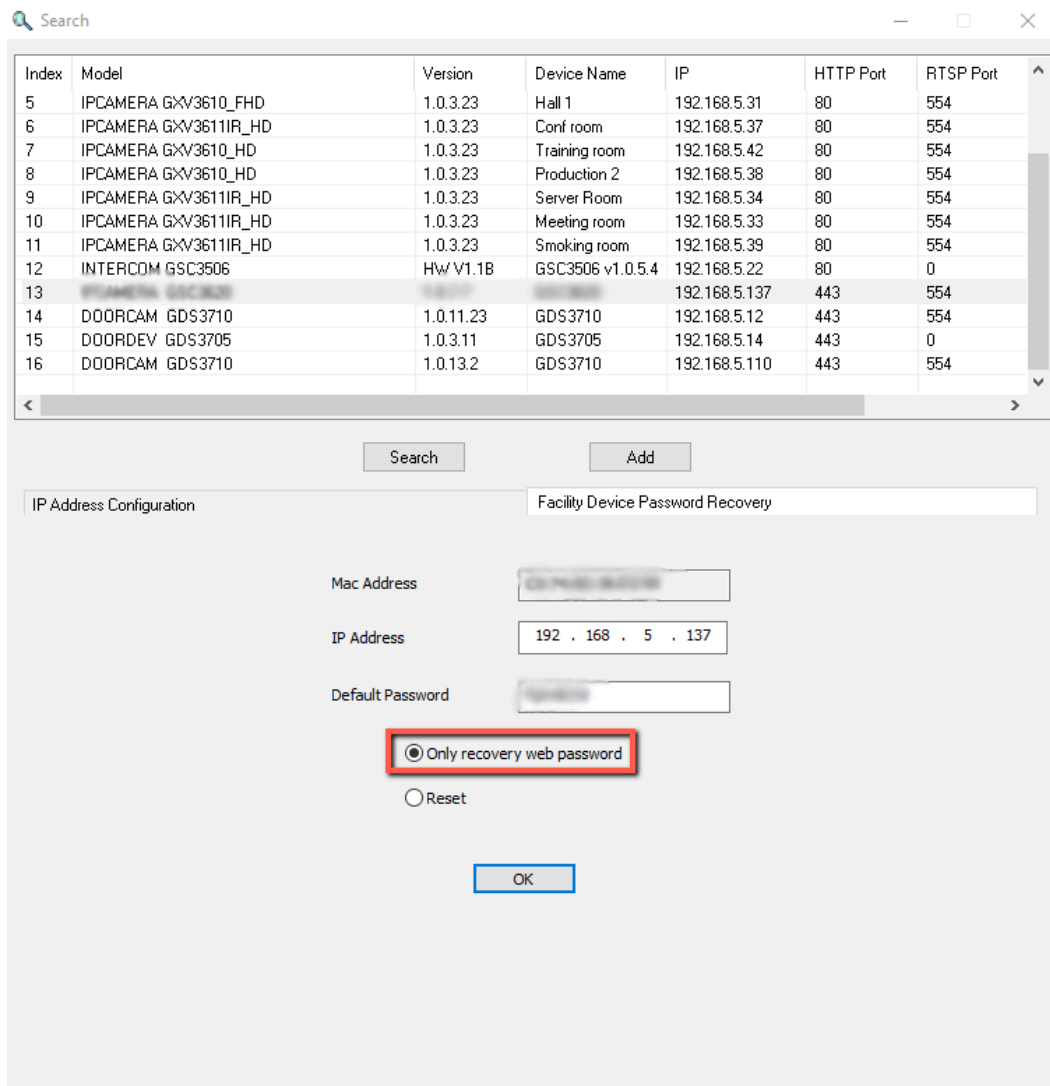 Search
Index Model Version Device Name IP HTTP Port RTSP Port
5 IPCAMERA GXV3610_FHD 1.0.3.23 Hall 1 192.168.5.31 80 554
6 IPCAMERA GXV3611IR_HD 1.0.3.23 Conf room 192.168.5.37 80 554
7 IPCAMERA GXV3610_HD 1.0.3.23 Training room 192.168.5.42 80 554
8 IPCAMERA GXV3610_HD 1.0.3.23 Production 2 192.168.5.38 80 554
9 IPCAMERA GXV3611IR_HD 1.0.3.23 Server Room 192.168.5.34 80 554
10 IPCAMERA GXV3611IR_HD 1.0.3.23 Meeting room 192.168.5.33 80 554
11 IPCAMERA GXV3611IR_HD 1.0.3.23 Smoking room 192.168.5.39 80 554
12 INTERCOM GSC3506 HW V1.1B GSC3506 v1.0.5.4 192.168.5.22 80 0
13 192.168.5.137 443 554
14 DOORCAM GDS3710 1.0.11.23 GDS3710 192.168.5.12 443 554
15 DOORDEV GDS3705 1.0.3.11 GDS3705 192.168.5.14 443 0
16 DOORCAM GDS3710 1.0.13.2 GDS3710 192.168.5.110 443 554
Search Add
IP Address Configuration Facility Device Password Recovery
Mac Address
IP Address 192 . 168 . 5 . 137
Default Password
Only recovery web password
Reset
OK